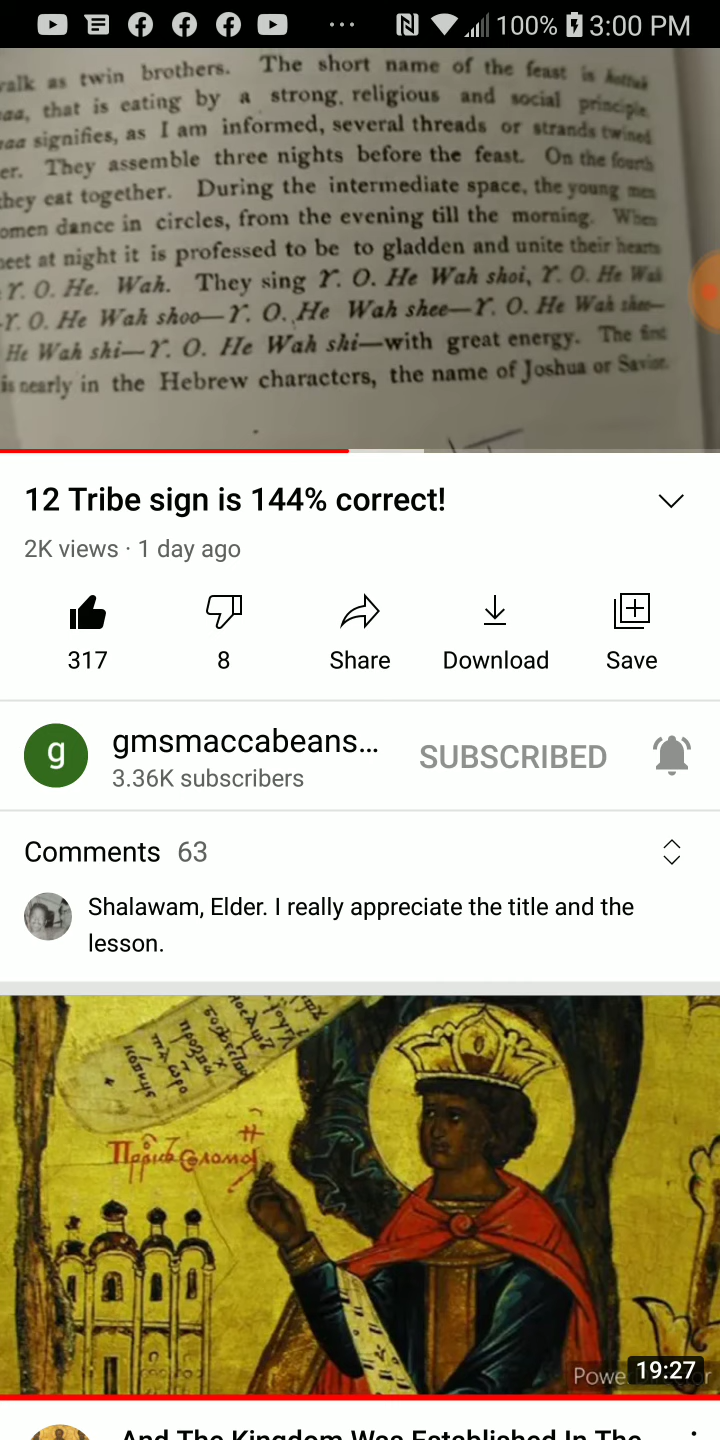 100% 3:00 PM
walk as twin brothers. The short name of the feast is
that is eating by a strong, religious and social principle,
signifies, as I am informed, several threads or strands twined
er. They assemble three nights before the feast. On the fourth
they eat together. During the intermediate space, the young men
omen dance in circles, from the evening till the morning. When
neet at night it is professed to be to gladden and unite their hearts
Y. O. He. Wah. They sing Y. O. He Wah shoi, Y. O. He Wah
—Y. O. He Wah shoo—Y. O. He Wah shee—Y. O. He Wah shee—
He Wah shi—Y. O. He Wah shi—with great energy. The first
is nearly in the Hebrew characters, the name of Joshua or Savior.
12 Tribe sign is 144% correct!
2K views · 1 day ago
317 8 Share Download Save
g gmsmaccabeans... SUBSCRIBED
3.36K subscribers
Comments 63
Shalawam, Elder. I really appreciate the title and the
lesson.
Powe 19:27 or
And The Kingdom Was Established In The